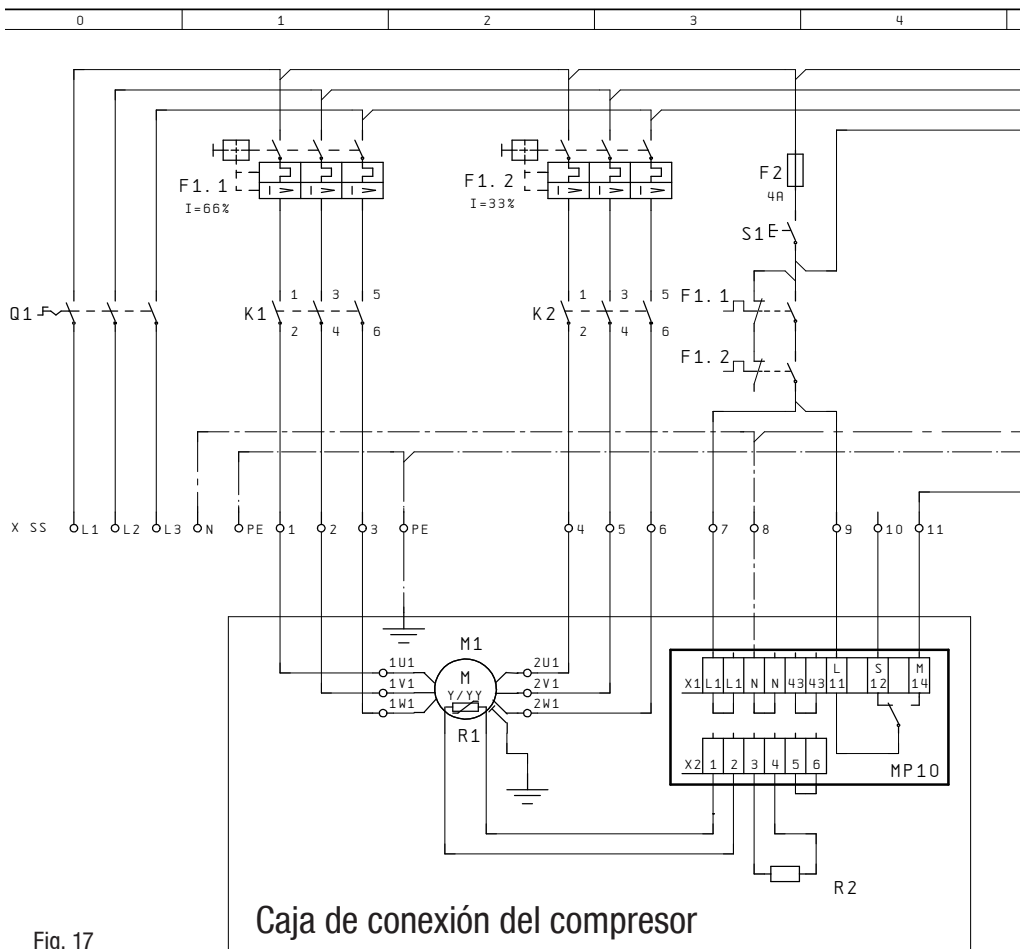 0 1 2 3 4
F1.1
I=66%
F1.2
I=33%
F2
4A
S1
Q1
K1 1 3 5
2 4 6
K2 1 3 5
2 4 6
F1.1
F1.2
X SS L1 L2 L3 N PE 1 2 3 PE 4 5 6 7 8 9 10 11
M1
1U1 2U1
1V1 M 2V1
Y/YY
1W1 2W1
R1
L S M
X1 L1 L1 N N 43 43 11 12 14
X2 1 2 3 4 5 6
MP10
R2
Caja de conexión del compresor
Fig. 17